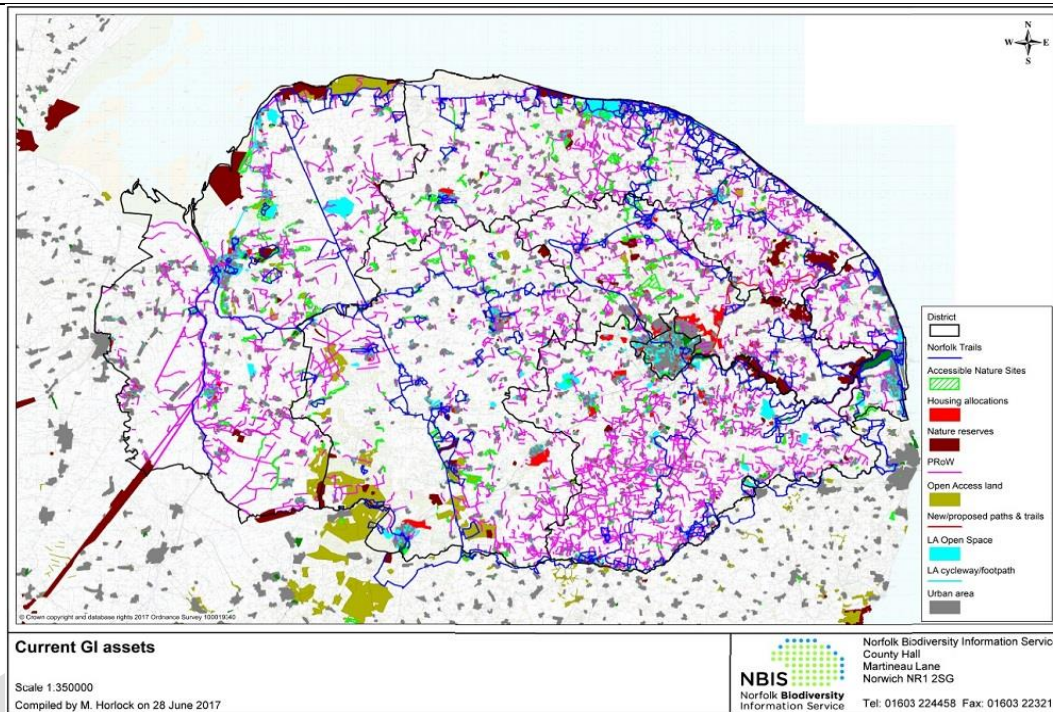 N
W E
S
District
Norfolk Trails
Accessible Nature Sites
Housing allocations
Nature reserves
PRoW
Open Access land
New/proposed paths & trails
LA Open Space
LA cycleway/footpath
Urban area
© Crown copyright and database rights 2017 Ordnance Survey 100019340
Current GI assets
Scale 1:350000
Compiled by M. Horlock on 28 June 2017
NBIS
Norfolk Biodiversity
Information Service
Norfolk Biodiversity Information Service
County Hall
Martineau Lane
Norwich NR1 2SG
Tel: 01603 224458 Fax: 01603 22321